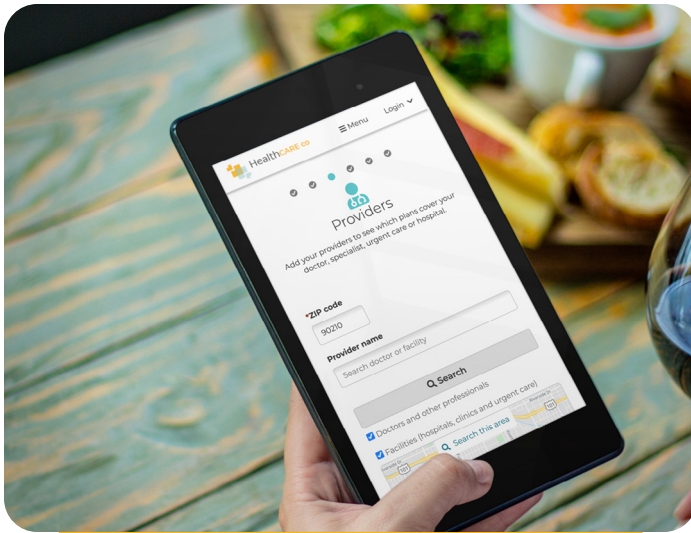 HealthCARE co
Menu
Login
Providers
Add your providers to see which plans cover your
doctor, specialist, urgent care or hospital.
*ZIP code
90210
Provider name
Search doctor or facility
Search
Doctors and other professionals
Facilities (hospitals, clinics and urgent care)
Search this area
101
101